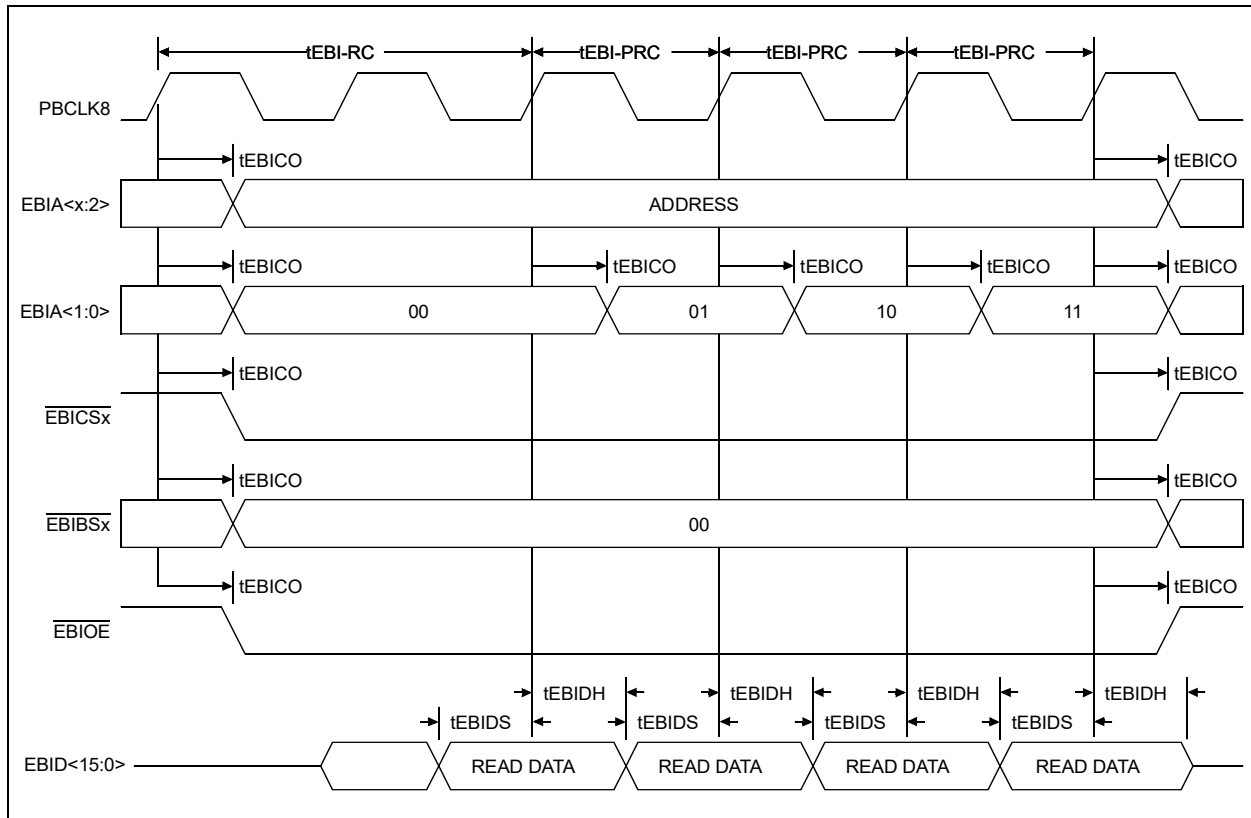 tEBI-RC tEBI-PRC tEBI-PRC tEBI-PRC
PBCLK8
tEBICO tEBICO
EBIA<x:2> ADDRESS
tEBICO tEBICO tEBICO tEBICO tEBICO
EBIA<1:0> 00 01 10 11
tEBICO tEBICO
EBICSx
tEBICO tEBICO
EBIBSx 00
tEBICO tEBICO
EBIOE
tEBIDH tEBIDH tEBIDH tEBIDH
tEBIDS tEBIDS tEBIDS tEBIDS
EBID<15:0> READ DATA READ DATA READ DATA READ DATA